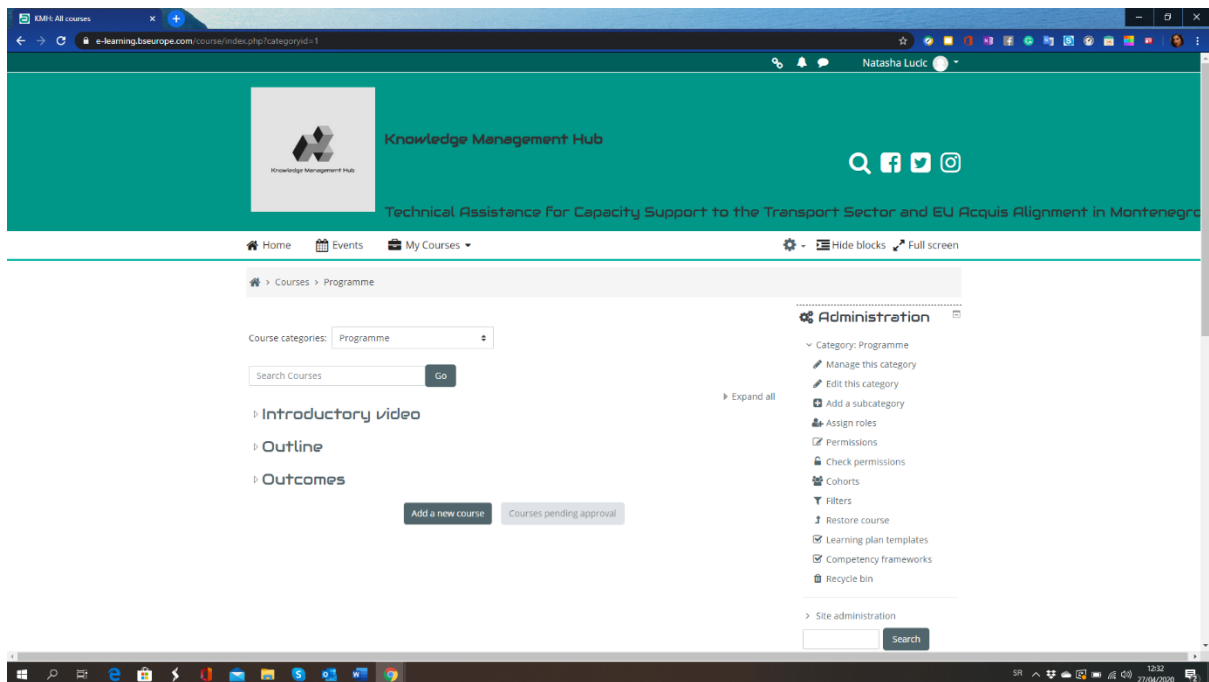 KMH: All courses
e-learning.bseurope.com/course/index.php?categoryid=1
Natasha Lucic
Knowledge Management Hub
Knowledge Management Hub
Technical Assistance for Capacity Support to the Transport Sector and EU Acquis Alignment in Montenegro
Home Events My Courses Hide blocks Full screen
Courses > Programme
Administration
Course categories: Programme
Category: Programme
Manage this category
Search Courses Go
Edit this category
Expand all
Add a subcategory
Introductory video
Assign roles
Outline
Permissions
Check permissions
Outcomes
Cohorts
Filters
Add a new course Courses pending approval
Restore course
Learning plan templates
Competency frameworks
Recycle bin
Site administration
Search
SR
12:32
27/04/2020